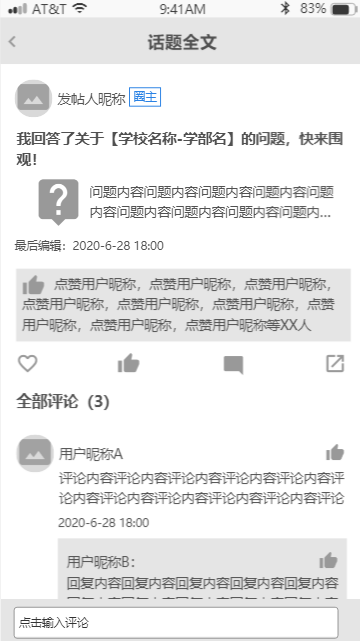 AT&T 9:41AM 83%
话题全文
发帖人昵称 圈主
我回答了关于【学校名称-学部名】的问题，快来围
观！
问题内容问题内容问题内容问题内容问题
内容问题内容问题内容问题内容问题内...
最后编辑：2020-6-28 18:00
点赞用户昵称，点赞用户昵称，点赞用户昵称，
点赞用户昵称，点赞用户昵称，点赞用户昵称，点赞
用户昵称，点赞用户昵称，点赞用户昵称等XX人
全部评论（3）
用户昵称A
评论内容评论内容评论内容评论内容评论内容评
论内容评论内容评论内容评论内容评论内容评论
2020-6-28 18:00
用户昵称B：
回复内容回复内容回复内容回复内容回复内容
点击输入评论